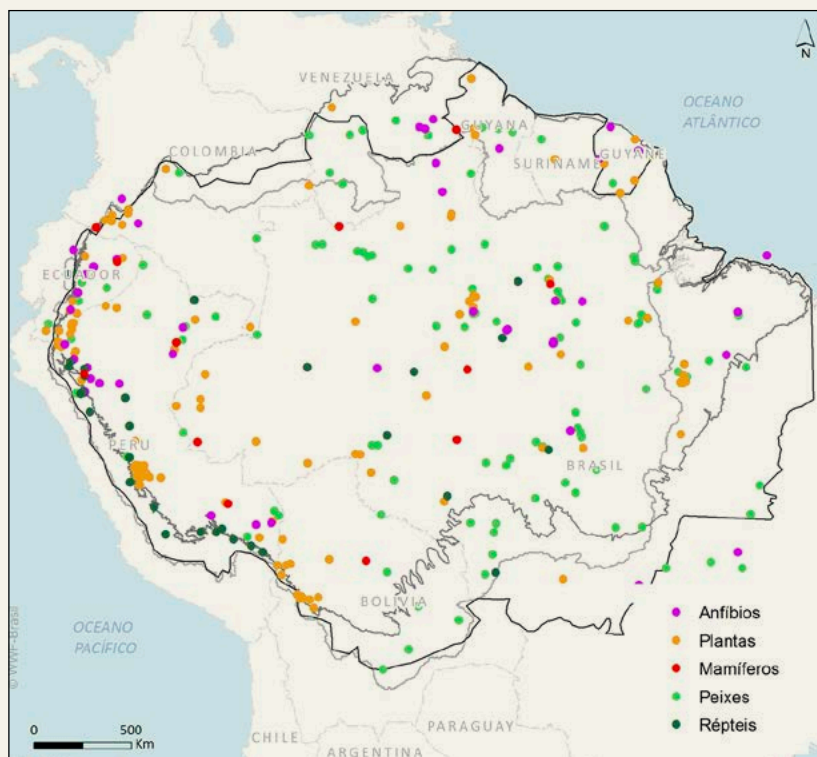 N
VENEZUELA
OCEANO
ATLÂNTICO
GUYANA
COLOMBIA
SURINAME
GUYANE
ECUADOR
PERU
BRASIL
BOLIVIA
Anfíbios
OCEANO
PACÍFICO
Plantas
Mamíferos
Peixes
Répteis
© WWF-Brasil
0 500
Km
CHILE
PARAGUAY
ARGENTINA